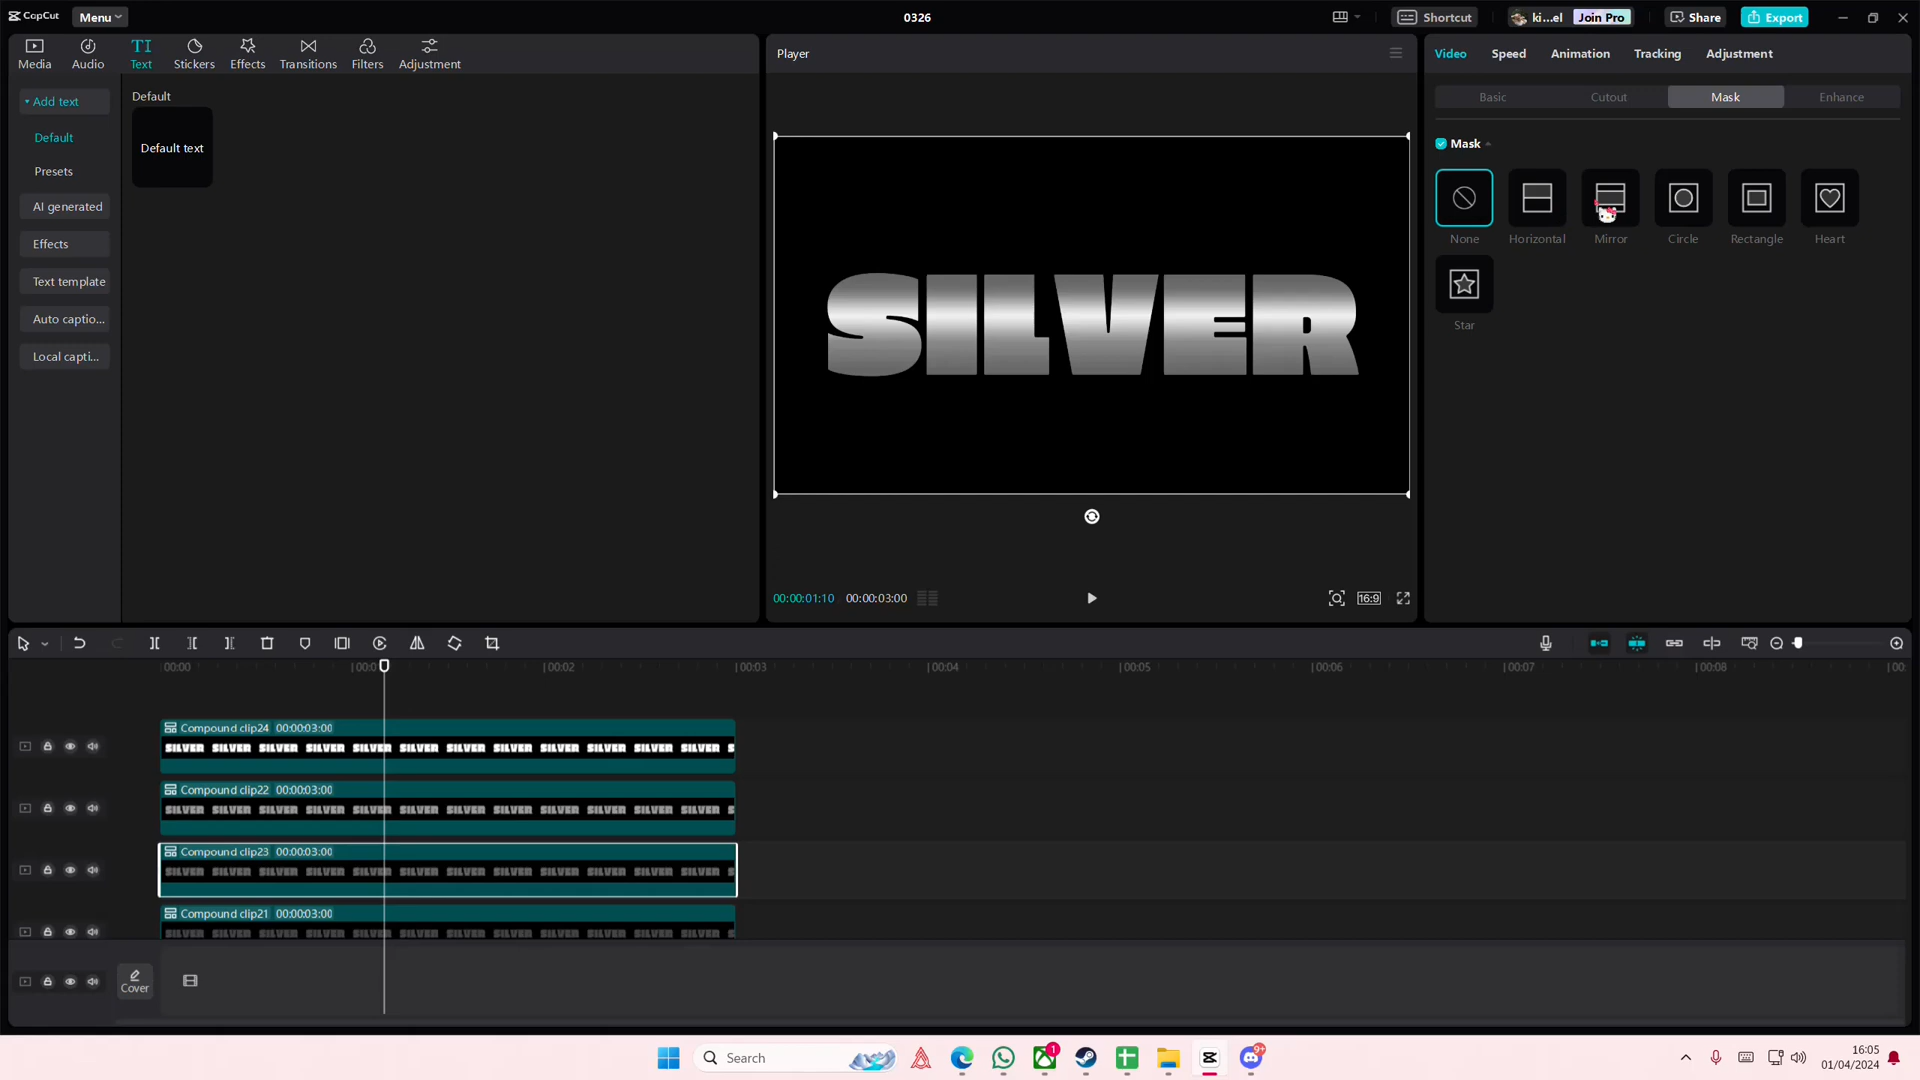 CapCut
Menu
0326
Shortcut
ki...el
Join Pro
Share
Export
Media
Audio
TI
Text
Stickers
Effects
Transitions
Filters
Adjustment
Add text
Default
Presets
AI generated
Effects
Text template
Auto captio...
Local capti...
Default
Default text
Player
SILVER
00:00:01:10
00:00:03:00
16:9
Video
Speed
Animation
Tracking
Adjustment
Basic
Cutout
Mask
Enhance
Mask
None
Horizontal
Mirror
Circle
Rectangle
Heart
Star
00:00
00:02
00:03
00:04
00:05
00:06
00:07
00:08
Compound clip24 00:00:03:00
SILVER SILVER SILVER SILVER SILVER SILVER SILVER SILVER SILVER SILVER SILVER SILVER S
Compound clip22 00:00:03:00
SILVER SILVER SILVER SILVER SILVER SILVER SILVER SILVER SILVER SILVER SILVER SILVER S
Compound clip23 00:00:03:00
SILVER SILVER SILVER SILVER SILVER SILVER SILVER SILVER SILVER SILVER SILVER SILVER S
Compound clip21 00:00:03:00
SILVER SILVER SILVER SILVER SILVER SILVER SILVER SILVER SILVER SILVER SILVER SILVER S
Cover
Search
1
9+
16:05
01/04/2024